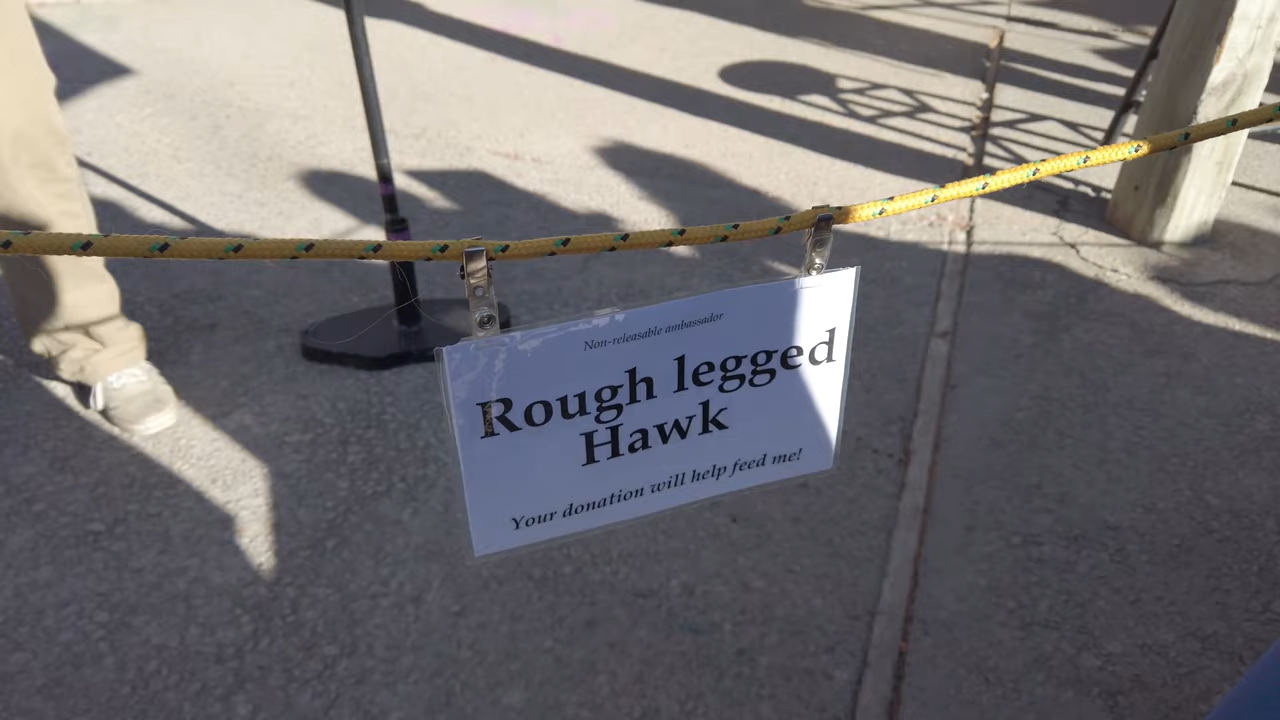 Non-releasable ambassador
Rough legged
Hawk
Your donation will help feed me!